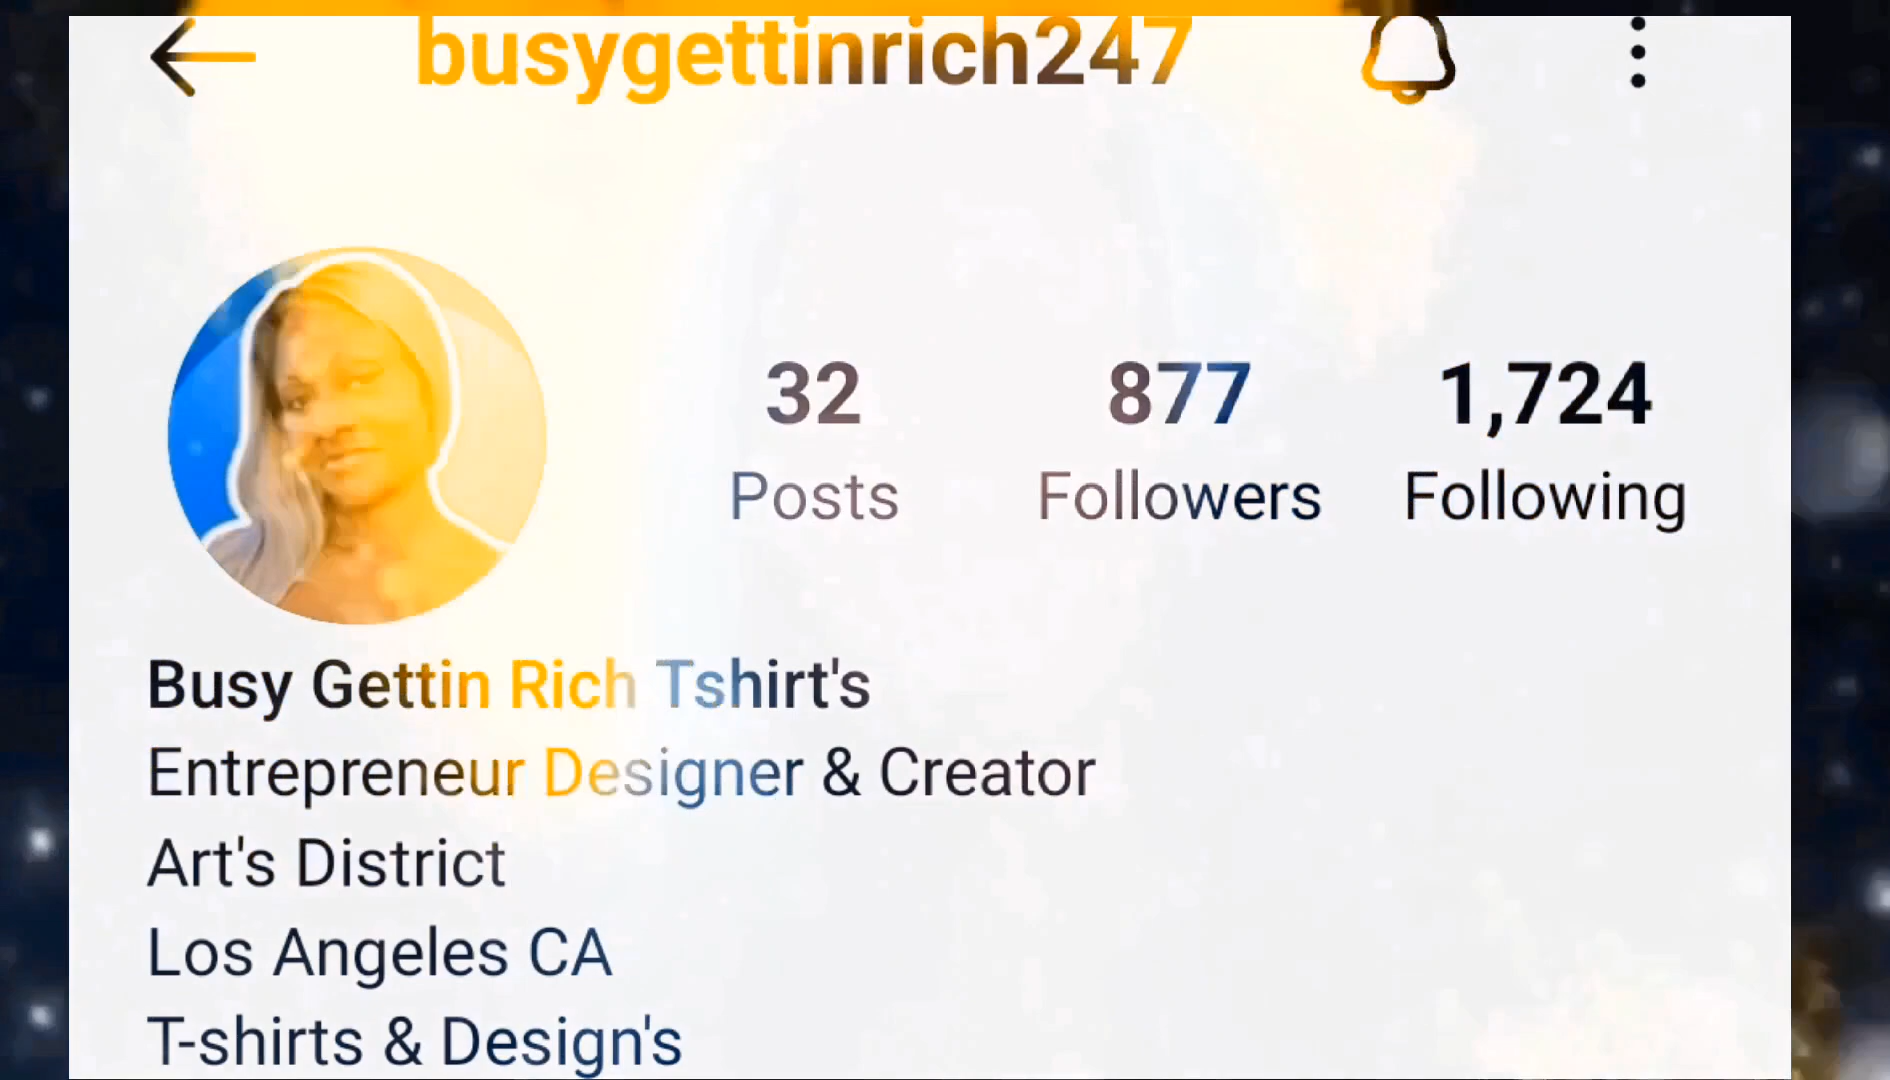 busygettinrich247
32 877 1,724
Posts Followers Following
Busy Gettin Rich Tshirt's
Entrepreneur Designer & Creator
Art's District
Los Angeles CA
T-shirts & Design's